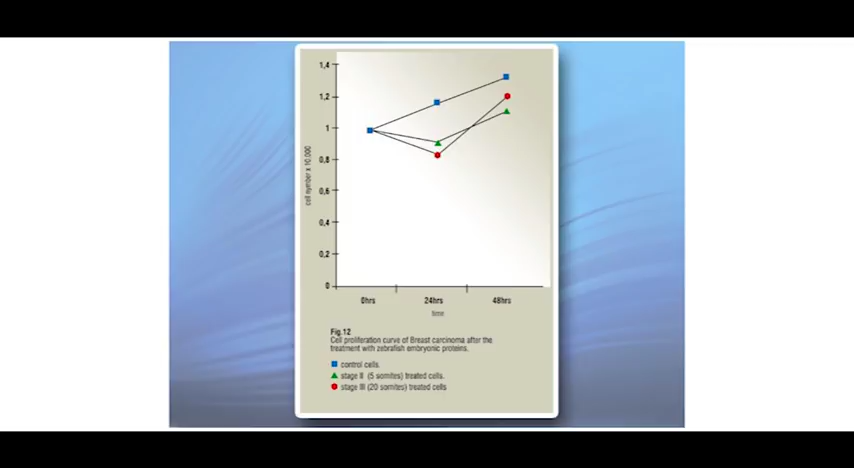 1,4
1,2
1
0,8
0,6
0,4
0,2
0
cell nymber x 10.000
0hrs 24hrs 48hrs
time
Fig.12
Cell proliferation curve of Breast carcinoma after the
treatment with zebrafish embryonic proteins.
control cells.
stage II (5 somites) treated cells.
stage III (20 somites) treated cells